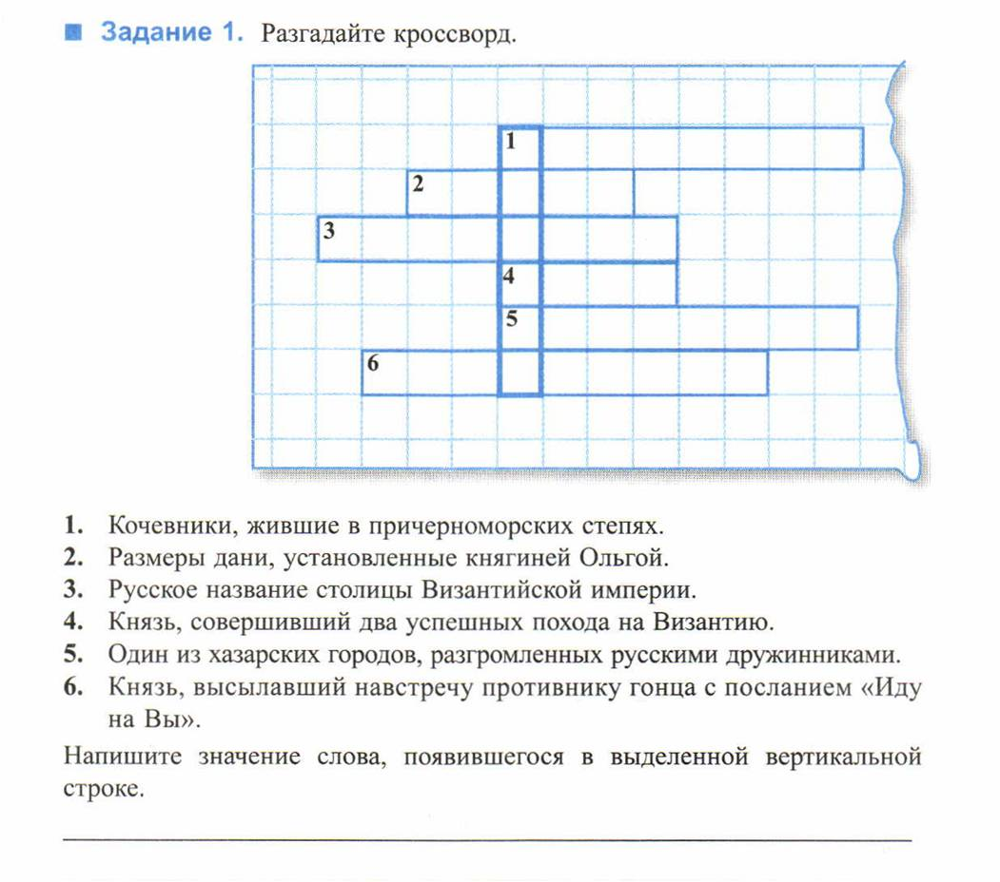 Задание 1. Разгадайте кроссворд.
1
2
3
4
5
6
1. Кочевники, жившие в причерноморских степях.
2. Размеры дани, установленные княгиней Ольгой.
3. Русское название столицы Византийской империи.
4. Князь, совершивший два успешных похода на Византию.
5. Один из хазарских городов, разгромленных русскими дружинниками.
6. Князь, высылавший навстречу противнику гонца с посланием «Иду
на Вы».
Напишите значение слова, появившегося в выделенной вертикальной
строке.